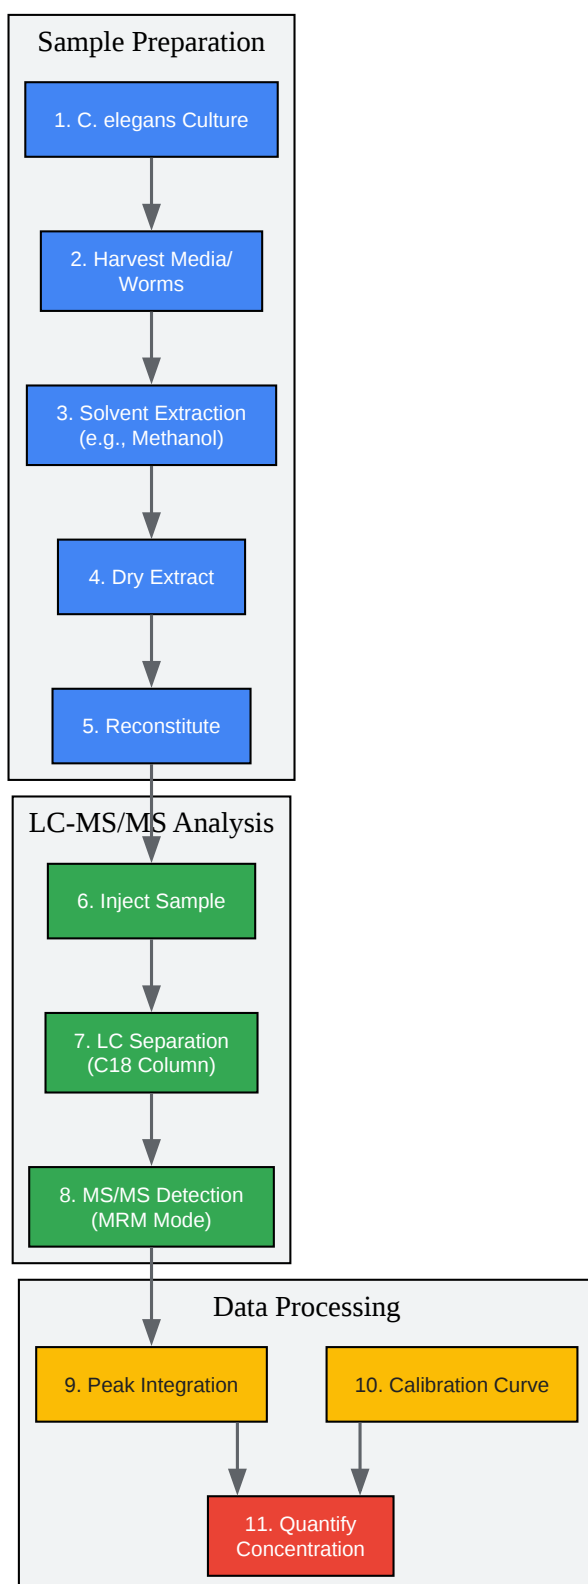 Sample Preparation
1. C. elegans Culture
2. Harvest Media/
Worms
3. Solvent Extraction
(e.g., Methanol)
4. Dry Extract
5. Reconstitute
LC-MS/MS Analysis
6. Inject Sample
7. LC Separation
(C18 Column)
8. MS/MS Detection
(MRM Mode)
Data Processing
9. Peak Integration
10. Calibration Curve
11. Quantify
Concentration